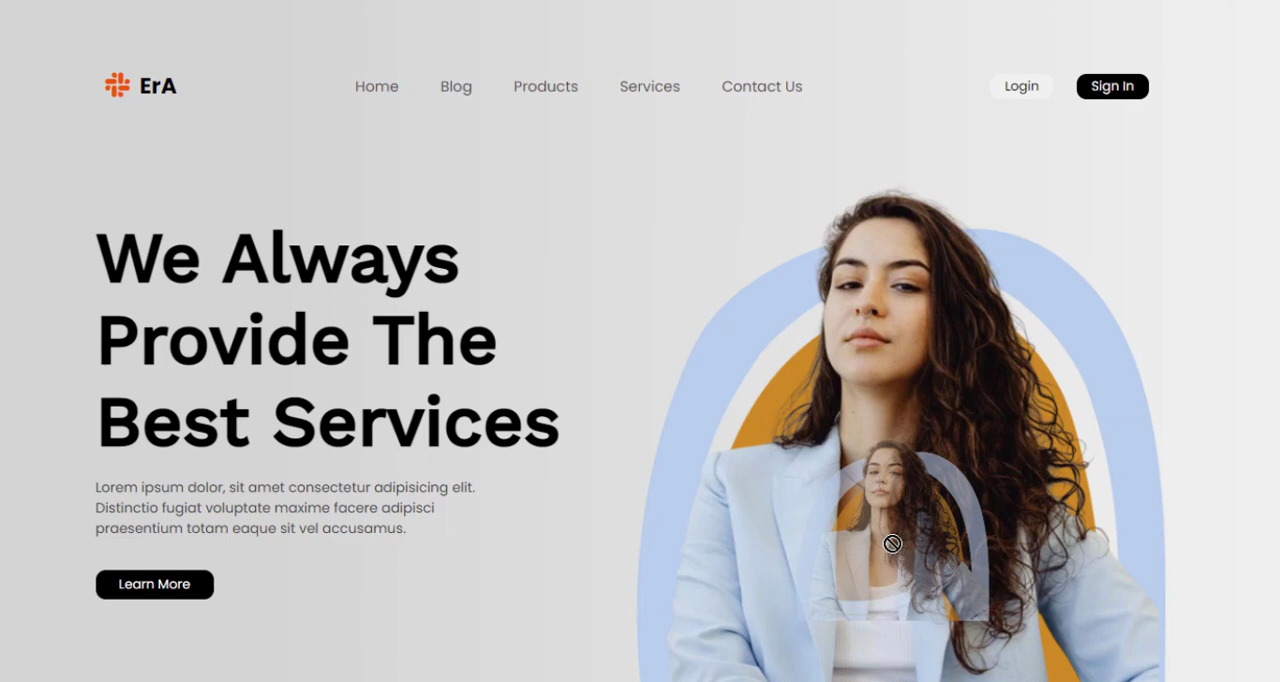 ErA
Home Blog Products Services Contact Us
Login Sign In
We Always
Provide The
Best Services
Lorem ipsum dolor, sit amet consectetur adipisicing elit.
Distinctio fugiat voluptate maxime facere adipisci
praesentium totam eaque sit vel accusamus.
Learn More